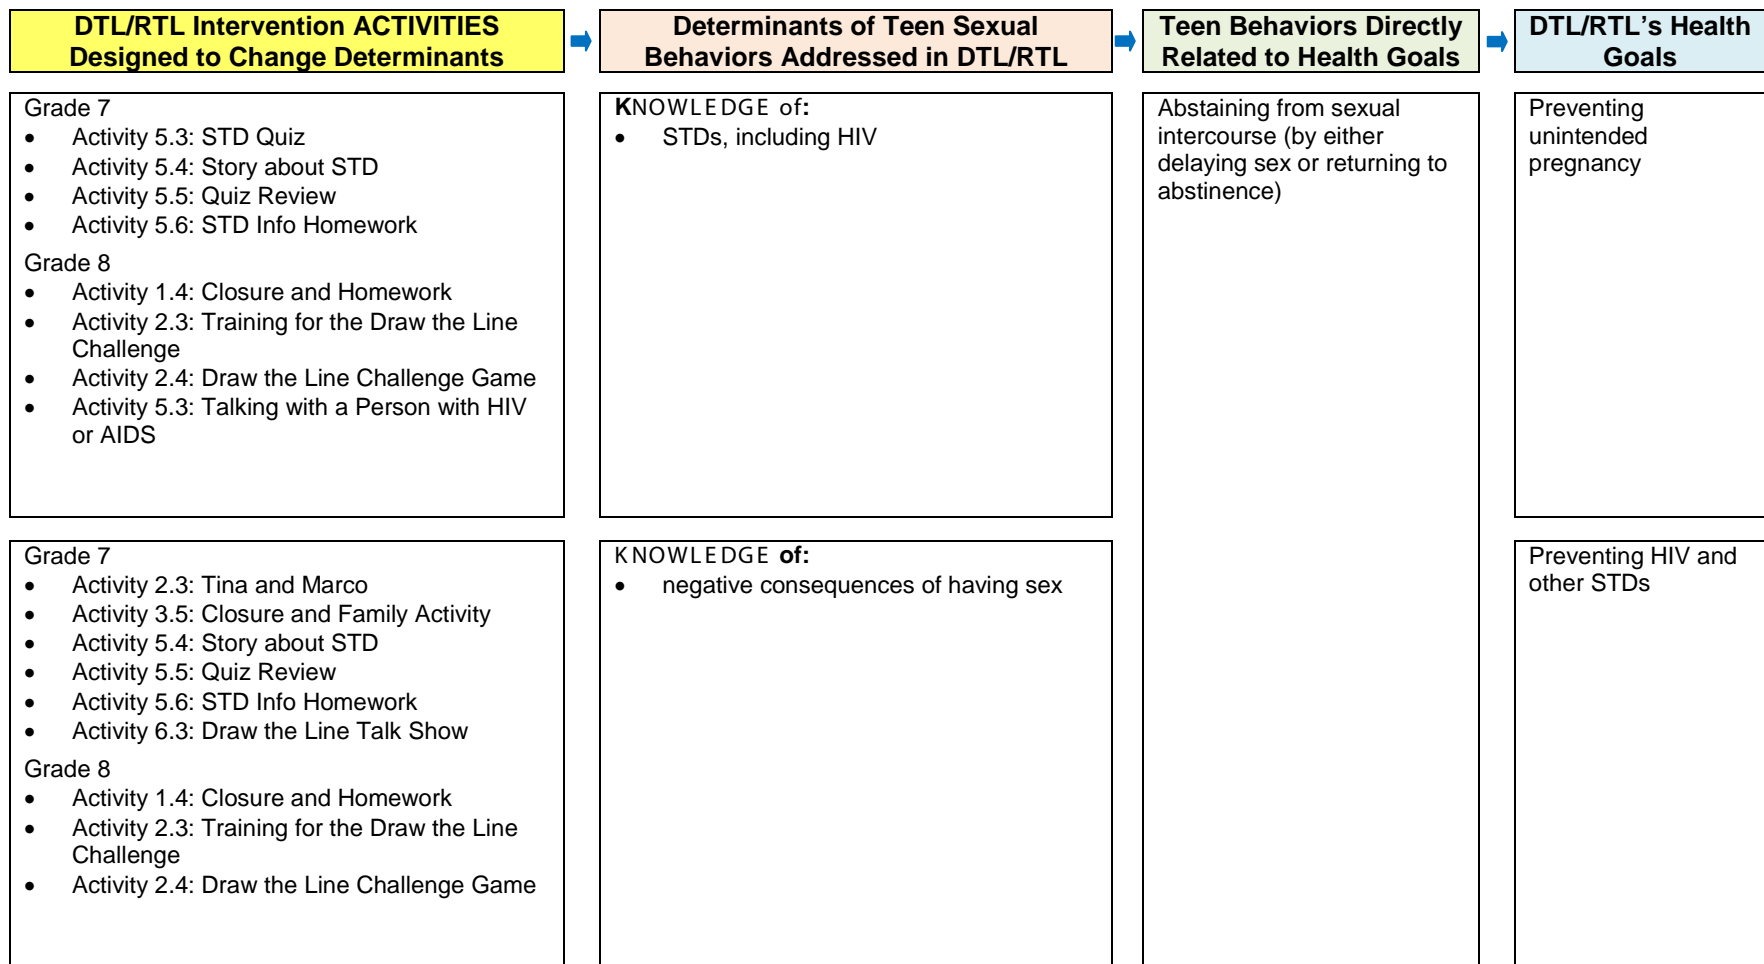 DTL/RTL Intervention ACTIVITIES
Designed to Change Determinants
Determinants of Teen Sexual
Behaviors Addressed in DTL/RTL
Teen Behaviors Directly
Related to Health Goals
DTL/RTL's Health
Goals
Grade 7
• Activity 5.3: STD Quiz
• Activity 5.4: Story about STD
• Activity 5.5: Quiz Review
• Activity 5.6: STD Info Homework
Grade 8
• Activity 1.4: Closure and Homework
• Activity 2.3: Training for the Draw the Line
Challenge
• Activity 2.4: Draw the Line Challenge Game
• Activity 5.3: Talking with a Person with HIV
or AIDS
KNOWLEDGE of:
• STDs, including HIV
Abstaining from sexual
intercourse (by either
delaying sex or returning to
abstinence)
Preventing
unintended
pregnancy
Grade 7
• Activity 2.3: Tina and Marco
• Activity 3.5: Closure and Family Activity
• Activity 5.4: Story about STD
• Activity 5.5: Quiz Review
• Activity 5.6: STD Info Homework
• Activity 6.3: Draw the Line Talk Show
Grade 8
• Activity 1.4: Closure and Homework
• Activity 2.3: Training for the Draw the Line
Challenge
• Activity 2.4: Draw the Line Challenge Game
KNOWLEDGE of:
• negative consequences of having sex
Preventing HIV and
other STDs